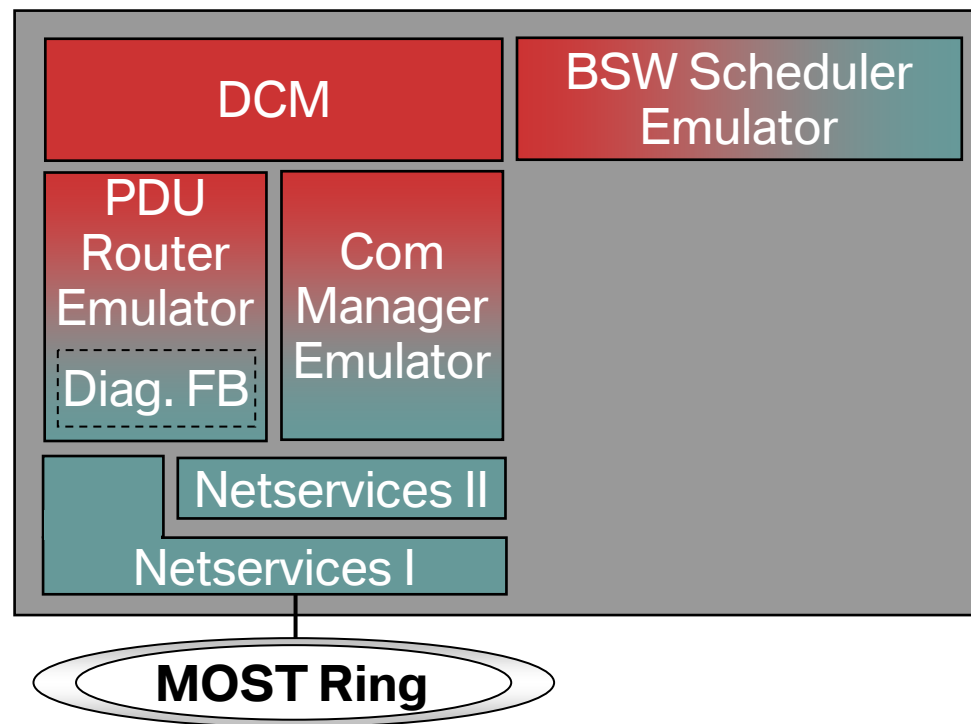 DCM
BSW Scheduler
Emulator
PDU
Router
Emulator
Diag. FB
Com
Manager
Emulator
Netservices II
Netservices I
MOST Ring